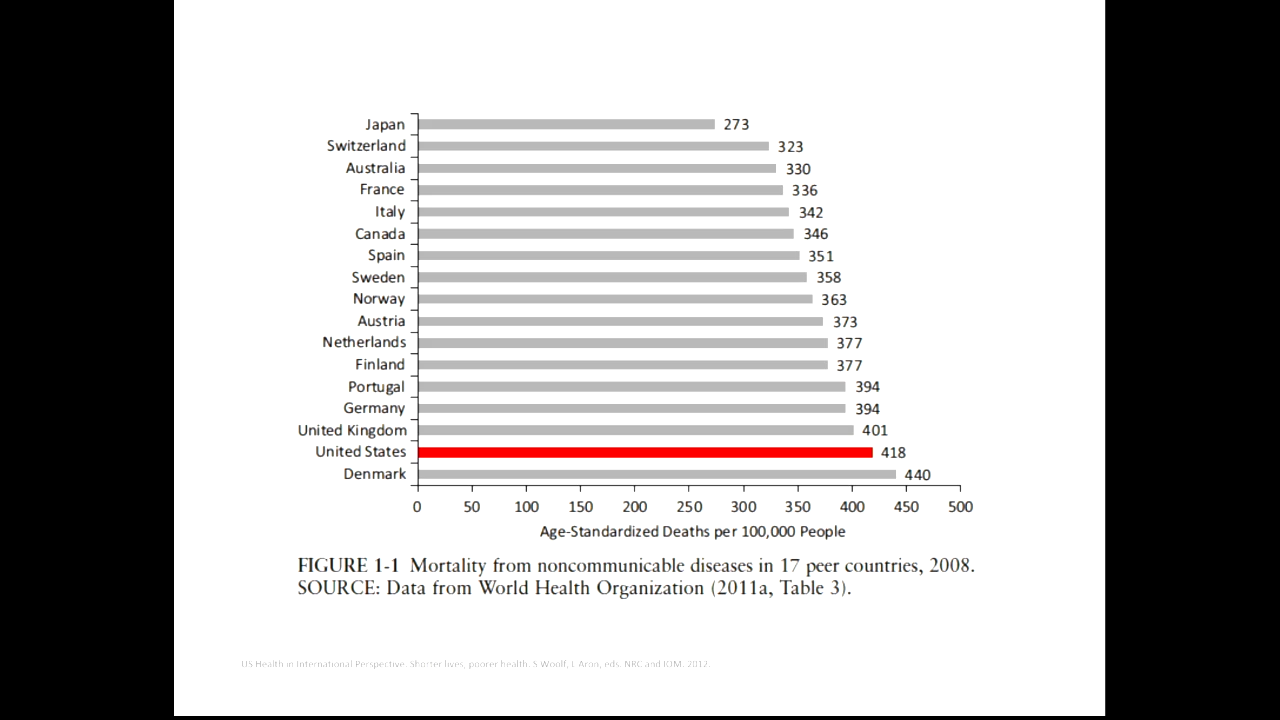 Japan 273
Switzerland 323
Australia 330
France 336
Italy 342
Canada 346
Spain 351
Sweden 358
Norway 363
Austria 373
Netherlands 377
Finland 377
Portugal 394
Germany 394
United Kingdom 401
United States 418
Denmark 440
0 50 100 150 200 250 300 350 400 450 500
Age-Standardized Deaths per 100,000 People
FIGURE 1-1 Mortality from noncommunicable diseases in 17 peer countries, 2008.
SOURCE: Data from World Health Organization (2011a, Table 3).
US Health in International Perspective. Shorter lives, poorer health. S Woolf, L Aron, eds. NRC and IOM. 2012.